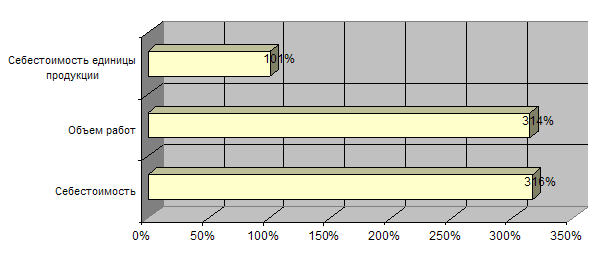 Себестоимость единицы
продукции
101%
Объем работ
314%
Себестоимость
316%
0% 50% 100% 150% 200% 250% 300% 350%